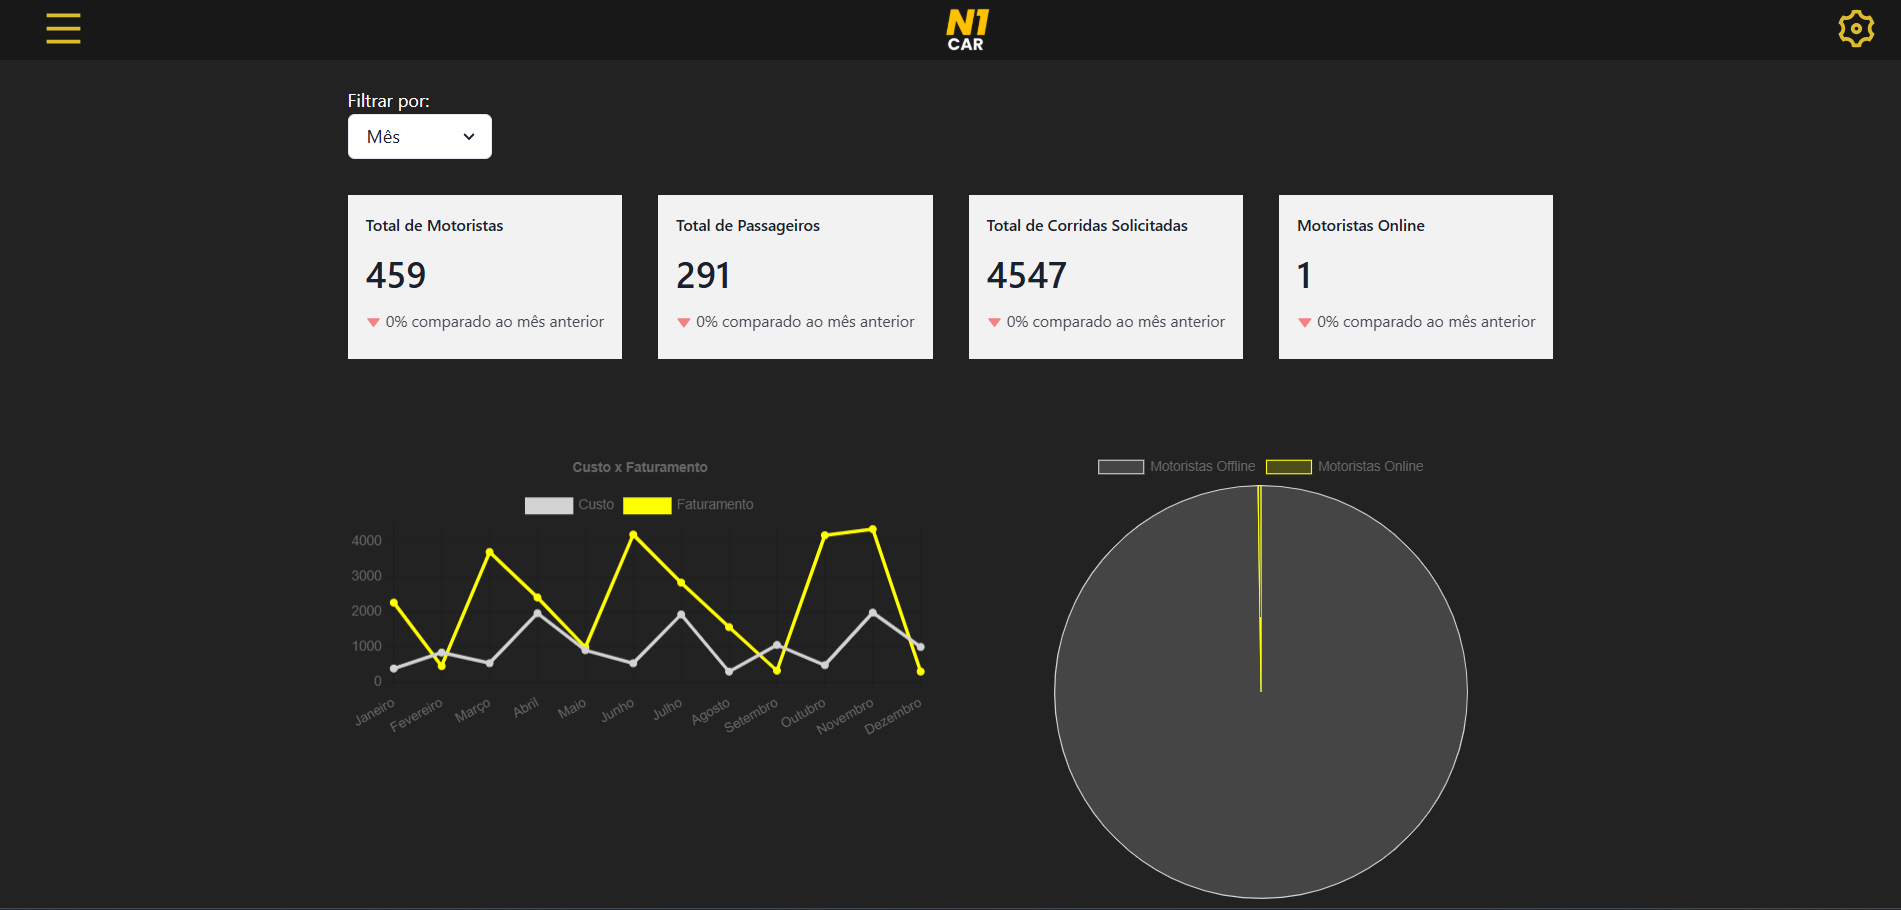 N1
CAR
Filtrar por:
Mês
Total de Motoristas
459
0% comparado ao mês anterior
Total de Passageiros
291
0% comparado ao mês anterior
Total de Corridas Solicitadas
4547
0% comparado ao mês anterior
Motoristas Online
1
0% comparado ao mês anterior
Custo x Faturamento
Custo
Faturamento
4000
3000
2000
1000
0
Janeiro
Fevereiro
Março
Abril
Maio
Junho
Julho
Agosto
Setembro
Outubro
Novembro
Dezembro
Motoristas Offline
Motoristas Online